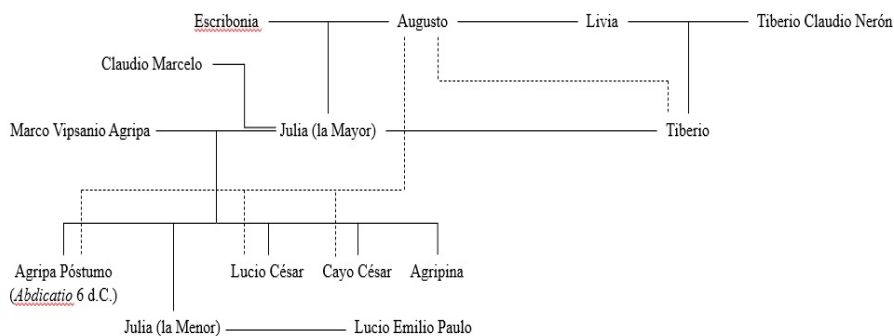 Escribonia Augusto Livia Tiberio Claudio Nerón
Claudio Marcelo
Marco Vipsanio Agripa Julia (la Mayor) Tiberio
Agripa Póstumo Lucio César Cayo César Agripina
(Abdicatio 6 d.C.)
Julia (la Menor) Lucio Emilio Paulo